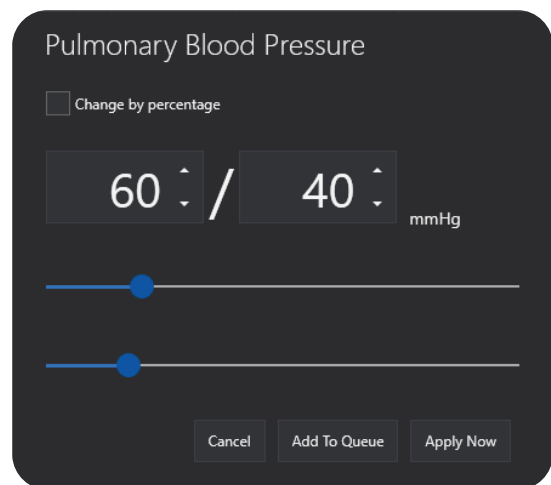 Pulmonary Blood Pressure
Change by percentage
60 / 40 mmHg
Cancel Add To Queue Apply Now